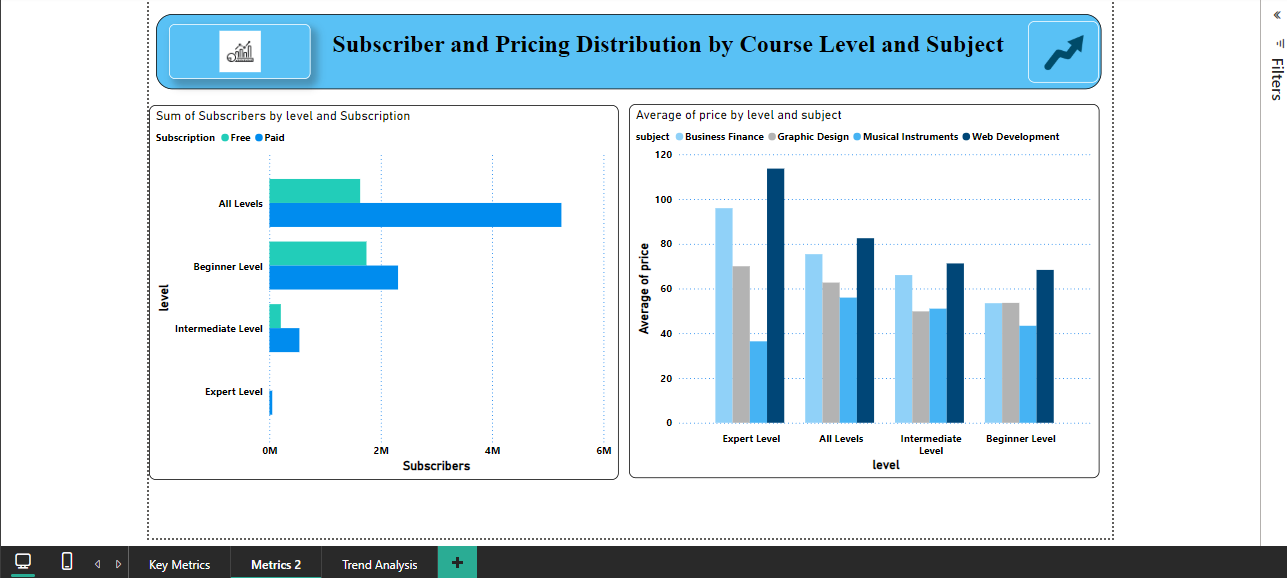 Subscriber and Pricing Distribution by Course Level and Subject
Filters
Sum of Subscribers by level and Subscription
Subscription Free Paid
level
All Levels
Beginner Level
Intermediate Level
Expert Level
0M 2M 4M 6M
Subscribers
Average of price by level and subject
subject Business Finance Graphic Design Musical Instruments Web Development
Average of price
120
100
80
60
40
20
0
Expert Level All Levels Intermediate Level Beginner Level
level
Key Metrics Metrics 2 Trend Analysis +